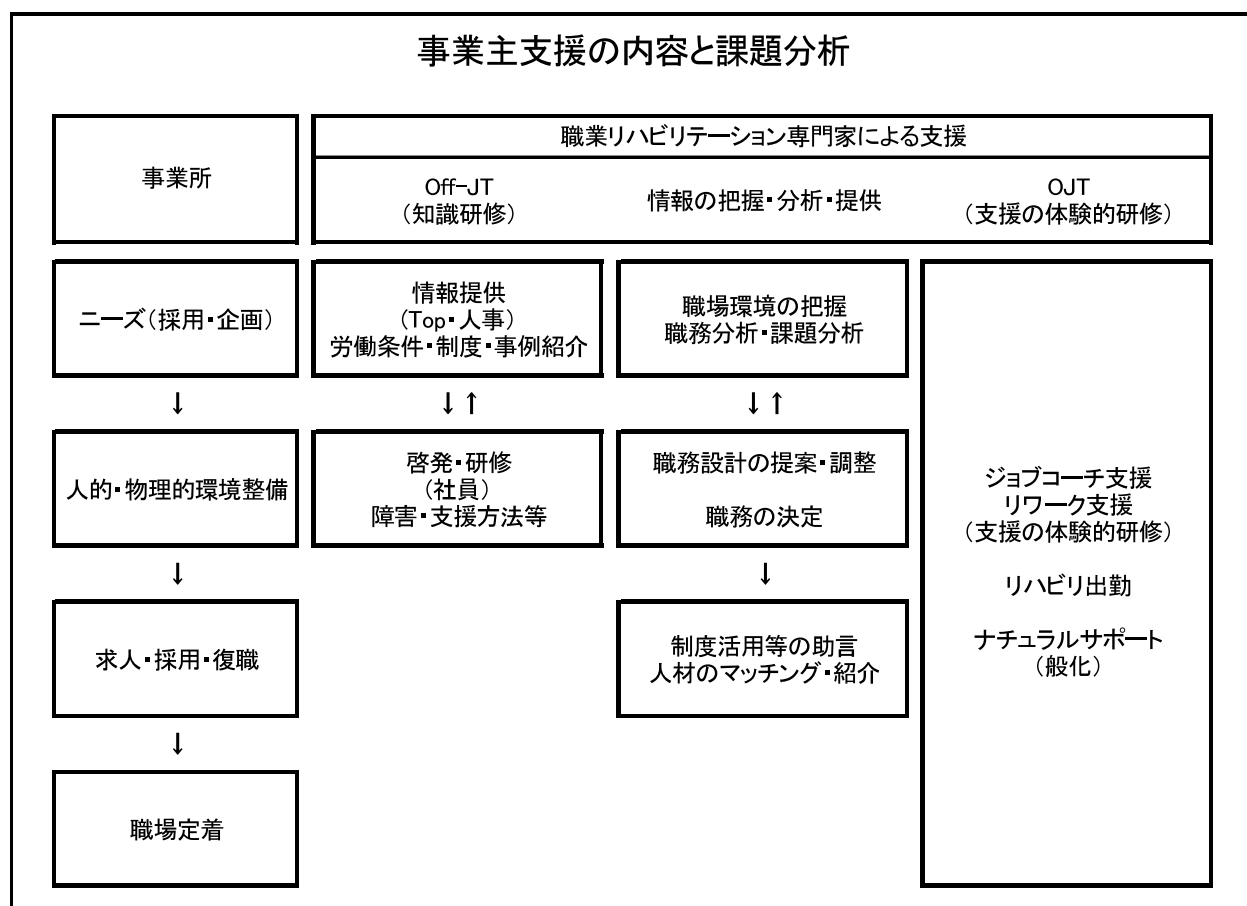 事業主支援の内容と課題分析
事業所
職業リハビリテーション専門家による支援
Off-JT
(知識研修)
情報の把握・分析・提供
OJT
(支援の体験的研修)
ニーズ(採用・企画)
情報提供
(Top・人事)
労働条件・制度・事例紹介
職場環境の把握
職務分析・課題分析
↓
↓↑
↓↑
人的・物理的環境整備
啓発・研修
(社員)
障害・支援方法等
職務設計の提案・調整
職務の決定
↓
↓
求人・採用・復職
制度活用等の助言
人材のマッチング・紹介
↓
職場定着
ジョブコーチ支援
リワーク支援
(支援の体験的研修)
リハビリ出勤
ナチュラルサポート
(般化)